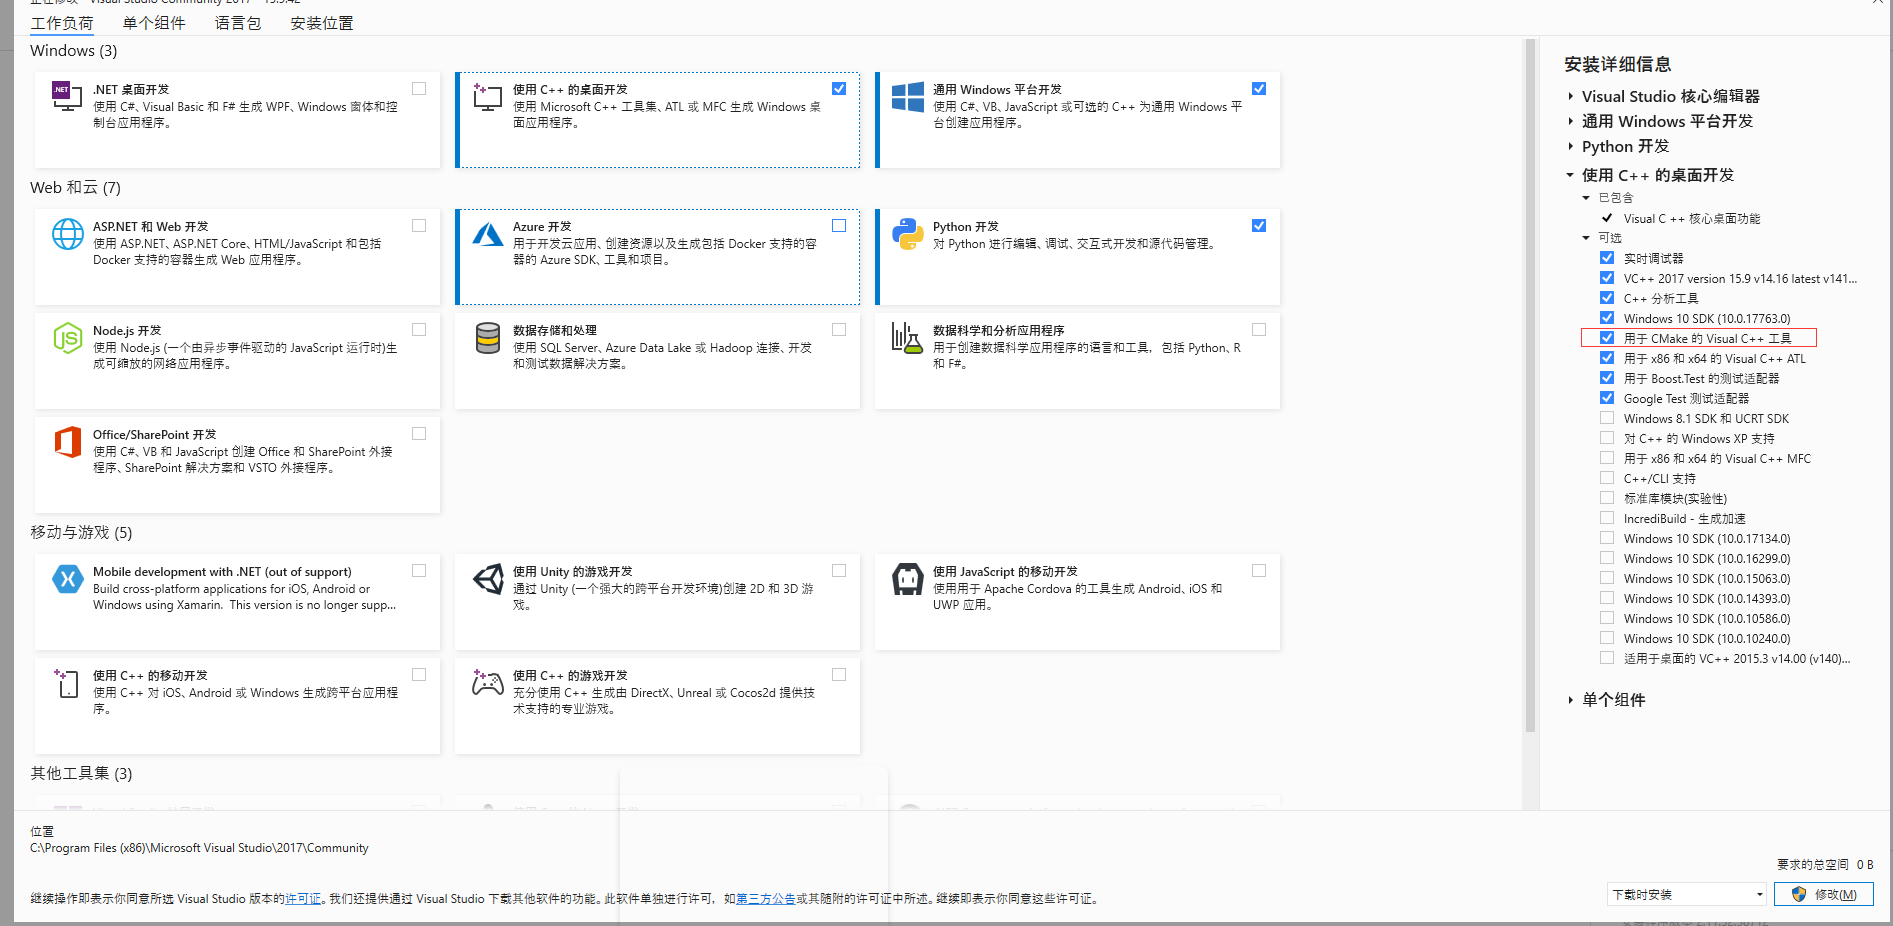 正在修改 - Visual Studio Community 2017 - 15.9.42
工作负荷 单个组件 语言包 安装位置
Windows (3)
.NET 桌面开发
使用 C#、Visual Basic 和 F# 生成 WPF、Windows 窗体和控
制台应用程序。
使用 C++ 的桌面开发
使用 Microsoft C++ 工具集、ATL 或 MFC 生成 Windows 桌
面应用程序。
通用 Windows 平台开发
使用 C#、VB、JavaScript 或可选的 C++ 为通用 Windows 平
台创建应用程序。
Web 和云 (7)
ASP.NET 和 Web 开发
使用 ASP.NET、ASP.NET Core、HTML/JavaScript 和包括
Docker 支持的容器生成 Web 应用程序。
Azure 开发
用于开发云应用、创建资源以及生成包括 Docker 支持的容
器的 Azure SDK、工具和项目。
Python 开发
对 Python 进行编辑、调试、交互式开发和源代码管理。
Node.js 开发
使用 Node.js (一个由异步事件驱动的 JavaScript 运行时)生
成可缩放的网络应用程序。
数据存储和处理
使用 SQL Server、Azure Data Lake 或 Hadoop 连接、开发
和测试数据解决方案。
数据科学和分析应用程序
用于创建数据科学应用程序的语言和工具，包括 Python、R
和 F#。
Office/SharePoint 开发
使用 C#、VB 和 JavaScript 创建 Office 和 SharePoint 外接
程序、SharePoint 解决方案和 VSTO 外接程序。
移动与游戏 (5)
Mobile development with .NET (out of support)
Build cross-platform applications for iOS, Android or
Windows using Xamarin. This version is no longer supp...
使用 Unity 的游戏开发
通过 Unity (一个强大的跨平台开发环境)创建 2D 和 3D 游
戏。
使用 JavaScript 的移动开发
使用用于 Apache Cordova 的工具生成 Android、iOS 和
UWP 应用。
使用 C++ 的移动开发
使用 C++ 对 iOS、Android 或 Windows 生成跨平台应用程
序。
使用 C++ 的游戏开发
充分使用 C++ 生成由 DirectX、Unreal 或 Cocos2d 提供技
术支持的专业游戏。
其他工具集 (3)
安装详细信息
Visual Studio 核心编辑器
通用 Windows 平台开发
Python 开发
使用 C++ 的桌面开发
已包含
Visual C ++ 核心桌面功能
可选
实时调试器
VC++ 2017 version 15.9 v14.16 latest v141...
C++ 分析工具
Windows 10 SDK (10.0.17763.0)
用于 CMake 的 Visual C++ 工具
用于 x86 和 x64 的 Visual C++ ATL
用于 Boost.Test 的测试适配器
Google Test 测试适配器
Windows 8.1 SDK 和 UCRT SDK
对 C++ 的 Windows XP 支持
用于 x86 和 x64 的 Visual C++ MFC
C++/CLI 支持
标准库模块(实验性)
IncrediBuild - 生成加速
Windows 10 SDK (10.0.17134.0)
Windows 10 SDK (10.0.16299.0)
Windows 10 SDK (10.0.15063.0)
Windows 10 SDK (10.0.14393.0)
Windows 10 SDK (10.0.10586.0)
Windows 10 SDK (10.0.10240.0)
适用于桌面的 VC++ 2015.3 v14.00 (v140)...
单个组件
位置
C:\Program Files (x86)\Microsoft Visual Studio\2017\Community
要求的总空间 0 B
继续操作即表示你同意所选 Visual Studio 版本的许可证。我们还提供通过 Visual Studio 下载其他软件的功能。此软件单独进行许可，如第三方公告或其随附的许可证中所述。继续即表示你同意这些许可证。
下载时安装
修改(M)